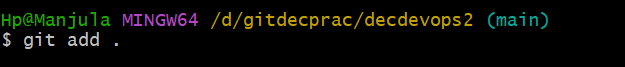 Hp@Manjula MINGW64 /d/gitdecprac/decdevops2 (main)
$ git add .